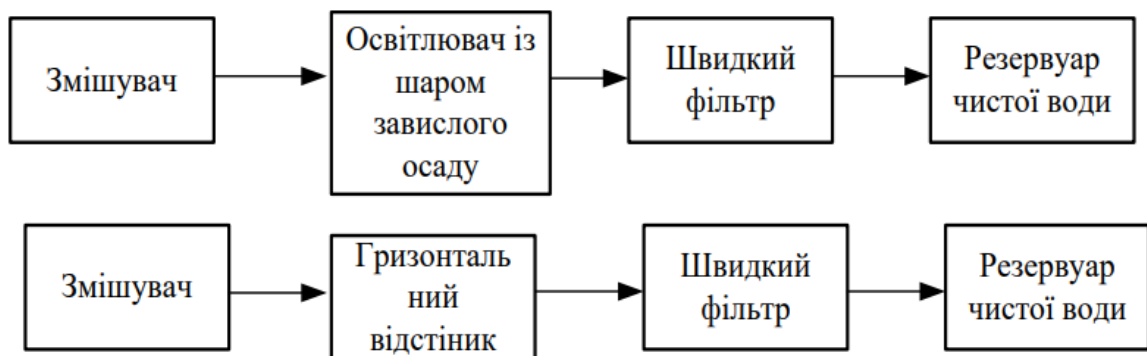 Змішувач
Освітлювач із
шаром
завислого
осаду
Швидкий
фільтр
Резервуар
чистої води
Змішувач
Гризонталь
ний
відстіник
Швидкий
фільтр
Резервуар
чистої води